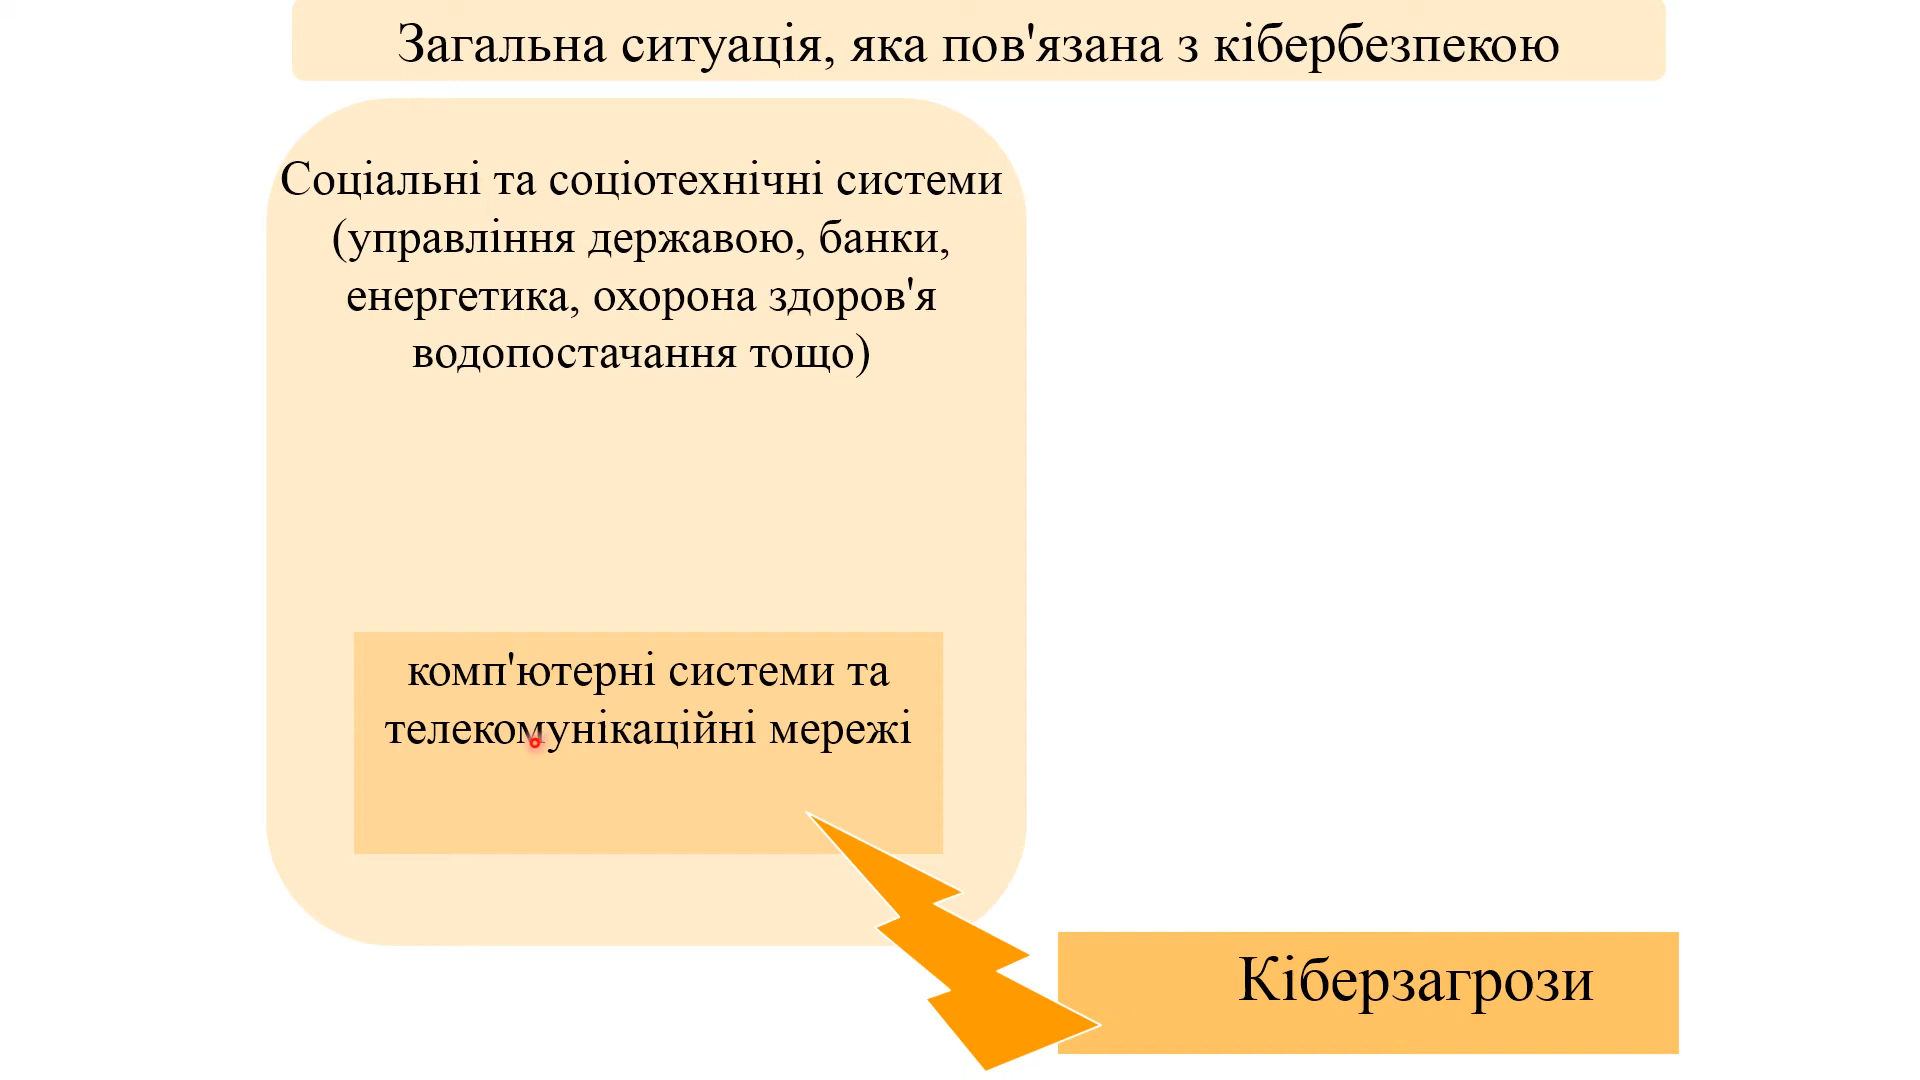 Загальна ситуація, яка пов'язана з кібербезпекою
Соціальні та соціотехнічні системи
(управління державою, банки,
енергетика, охорона здоров'я
водопостачання тощо)
комп'ютерні системи та
телекомунікаційні мережі
Кіберзагрози